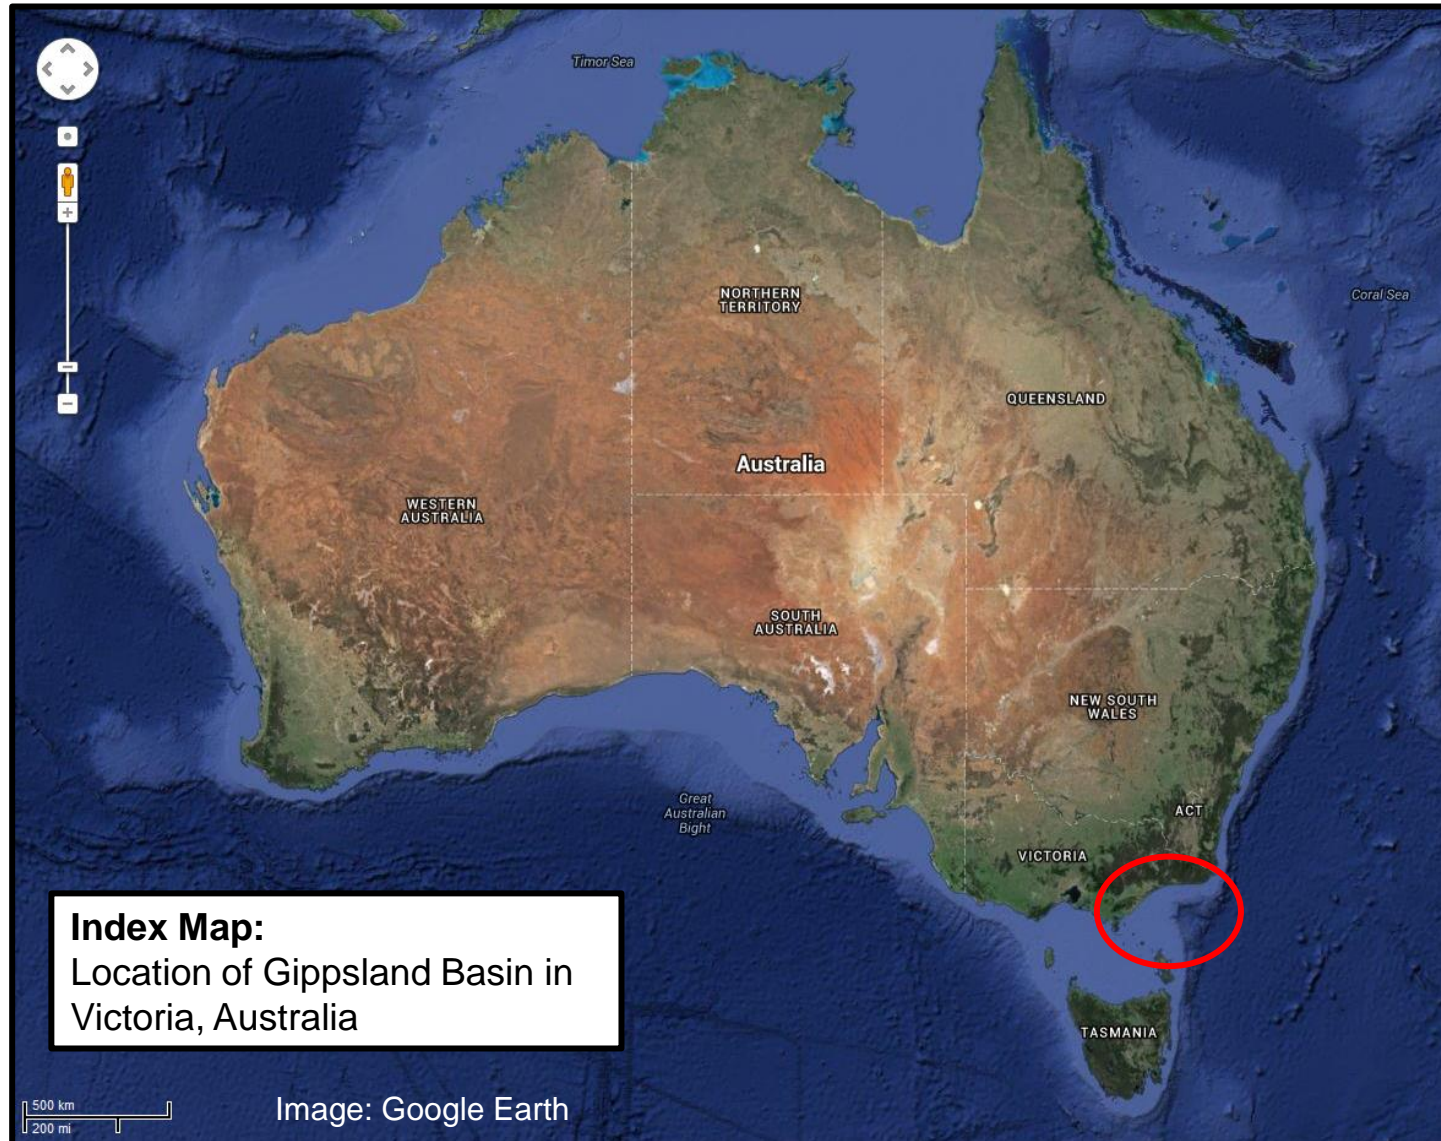 Timor Sea
Coral Sea
NORTHERN
TERRITORY
QUEENSLAND
Australia
WESTERN
AUSTRALIA
SOUTH
AUSTRALIA
NEW SOUTH
WALES
Great
Australian
Bight
ACT
VICTORIA
TASMANIA
Index Map:
Location of Gippsland Basin in
Victoria, Australia
500 km
200 mi
Image: Google Earth